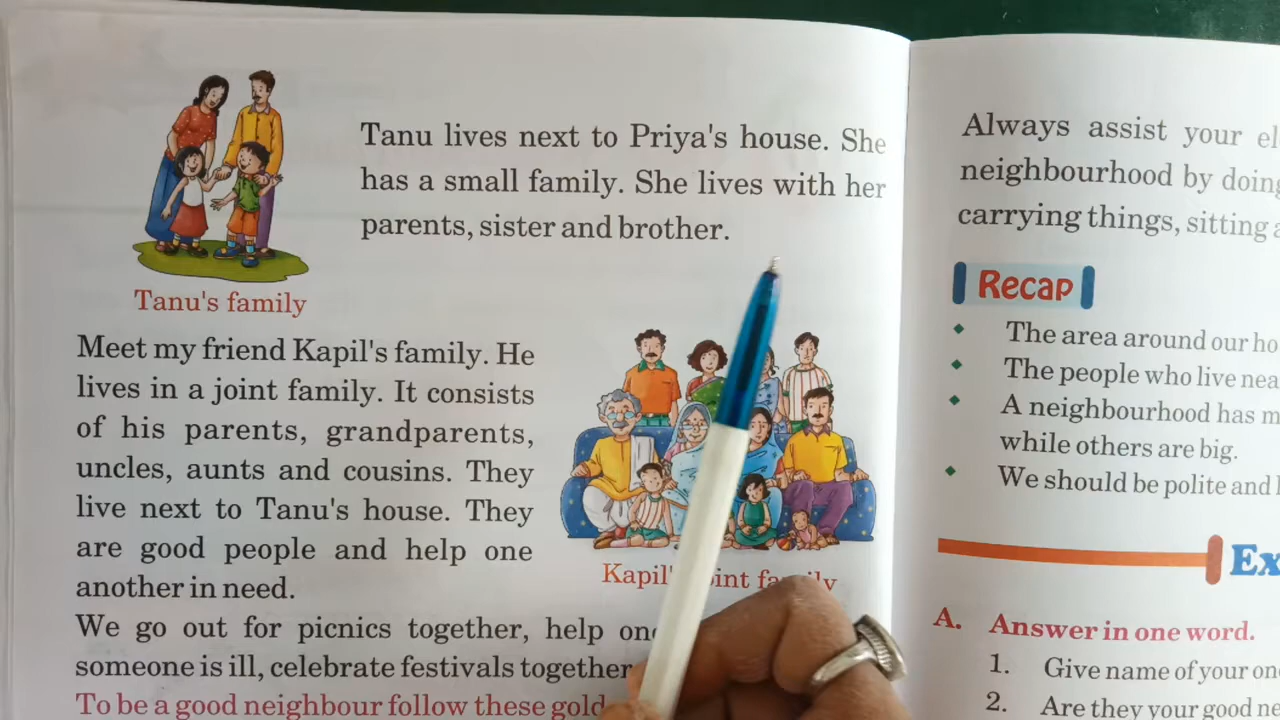 Tanu lives next to Priya's house. She
has a small family. She lives with her
parents, sister and brother.
Tanu's family
Meet my friend Kapil's family. He
lives in a joint family. It consists
of his parents, grandparents,
uncles, aunts and cousins. They
live next to Tanu's house. They
are good people and help one
another in need.
Kapil's family
We go out for picnics together, help
someone is ill, celebrate festivals together
To be a good neighbour follow these
Always assist your
neighbourhood by doing
carrying things, sitting
Recap
The area around our
The people who live
A neighbourhood has
while others are big.
We should be polite and
A. Answer in one word.
1. Give name of your
2. Are they your good